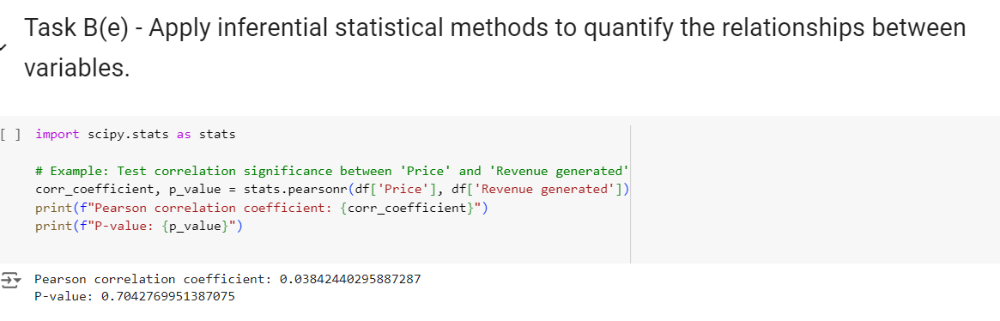 Task B(e) - Apply inferential statistical methods to quantify the relationships between
variables.
[ ] import scipy.stats as stats
# Example: Test correlation significance between 'Price' and 'Revenue generated'
corr_coefficient, p_value = stats.pearsonr(df['Price'], df['Revenue generated'])
print(f"Pearson correlation coefficient: {corr_coefficient}")
print(f"P-value: {p_value}")
Pearson correlation coefficient: 0.03842440295887287
P-value: 0.7042769951387075